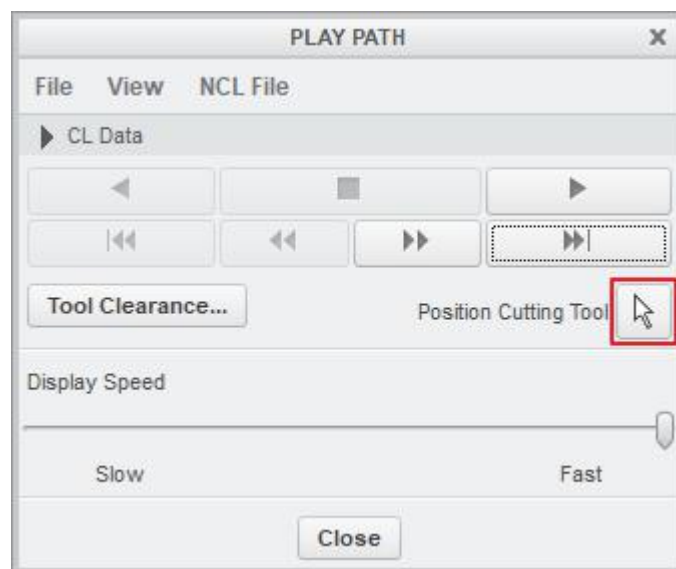 PLAY PATH
File View NCL File
CL Data
Tool Clearance...
Position Cutting Tool
Display Speed
Slow Fast
Close